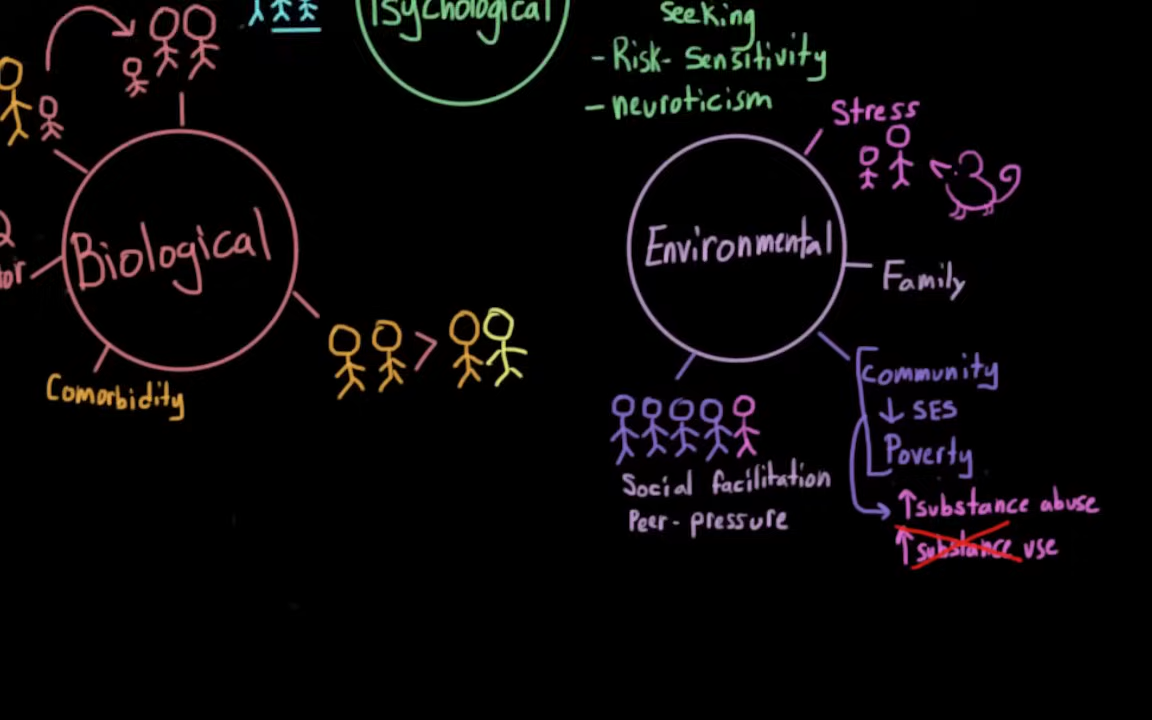 Psychological
Seeking
- Risk- Sensitivity
- neuroticism
Stress
Biological
Environmental
Family
Comorbidity
Community
↓ SES
Poverty
Social facilitation
Peer-pressure
↑substance abuse
↑substance use